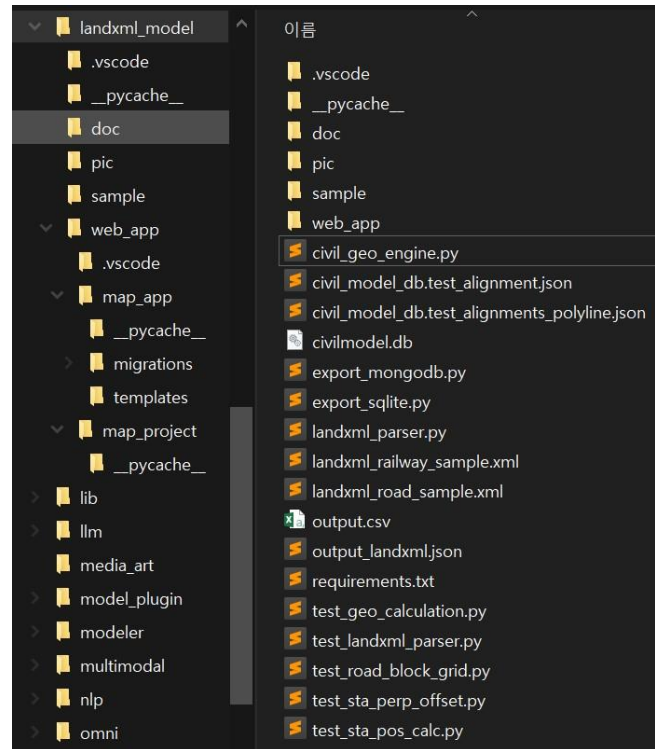 landxml_model
.vscode
__pycache__
doc
pic
sample
web_app
.vscode
map_app
__pycache__
migrations
templates
map_project
__pycache__
lib
llm
media_art
model_plugin
modeler
multimodal
nlp
omni
이름
.vscode
__pycache__
doc
pic
sample
web_app
civil_geo_engine.py
civil_model_db.test_alignment.json
civil_model_db.test_alignments_polyline.json
civilmodel.db
export_mongodb.py
export_sqlite.py
landxml_parser.py
landxml_railway_sample.xml
landxml_road_sample.xml
output.csv
output_landxml.json
requirements.txt
test_geo_calculation.py
test_landxml_parser.py
test_road_block_grid.py
test_sta_perp_offset.py
test_sta_pos_calc.py